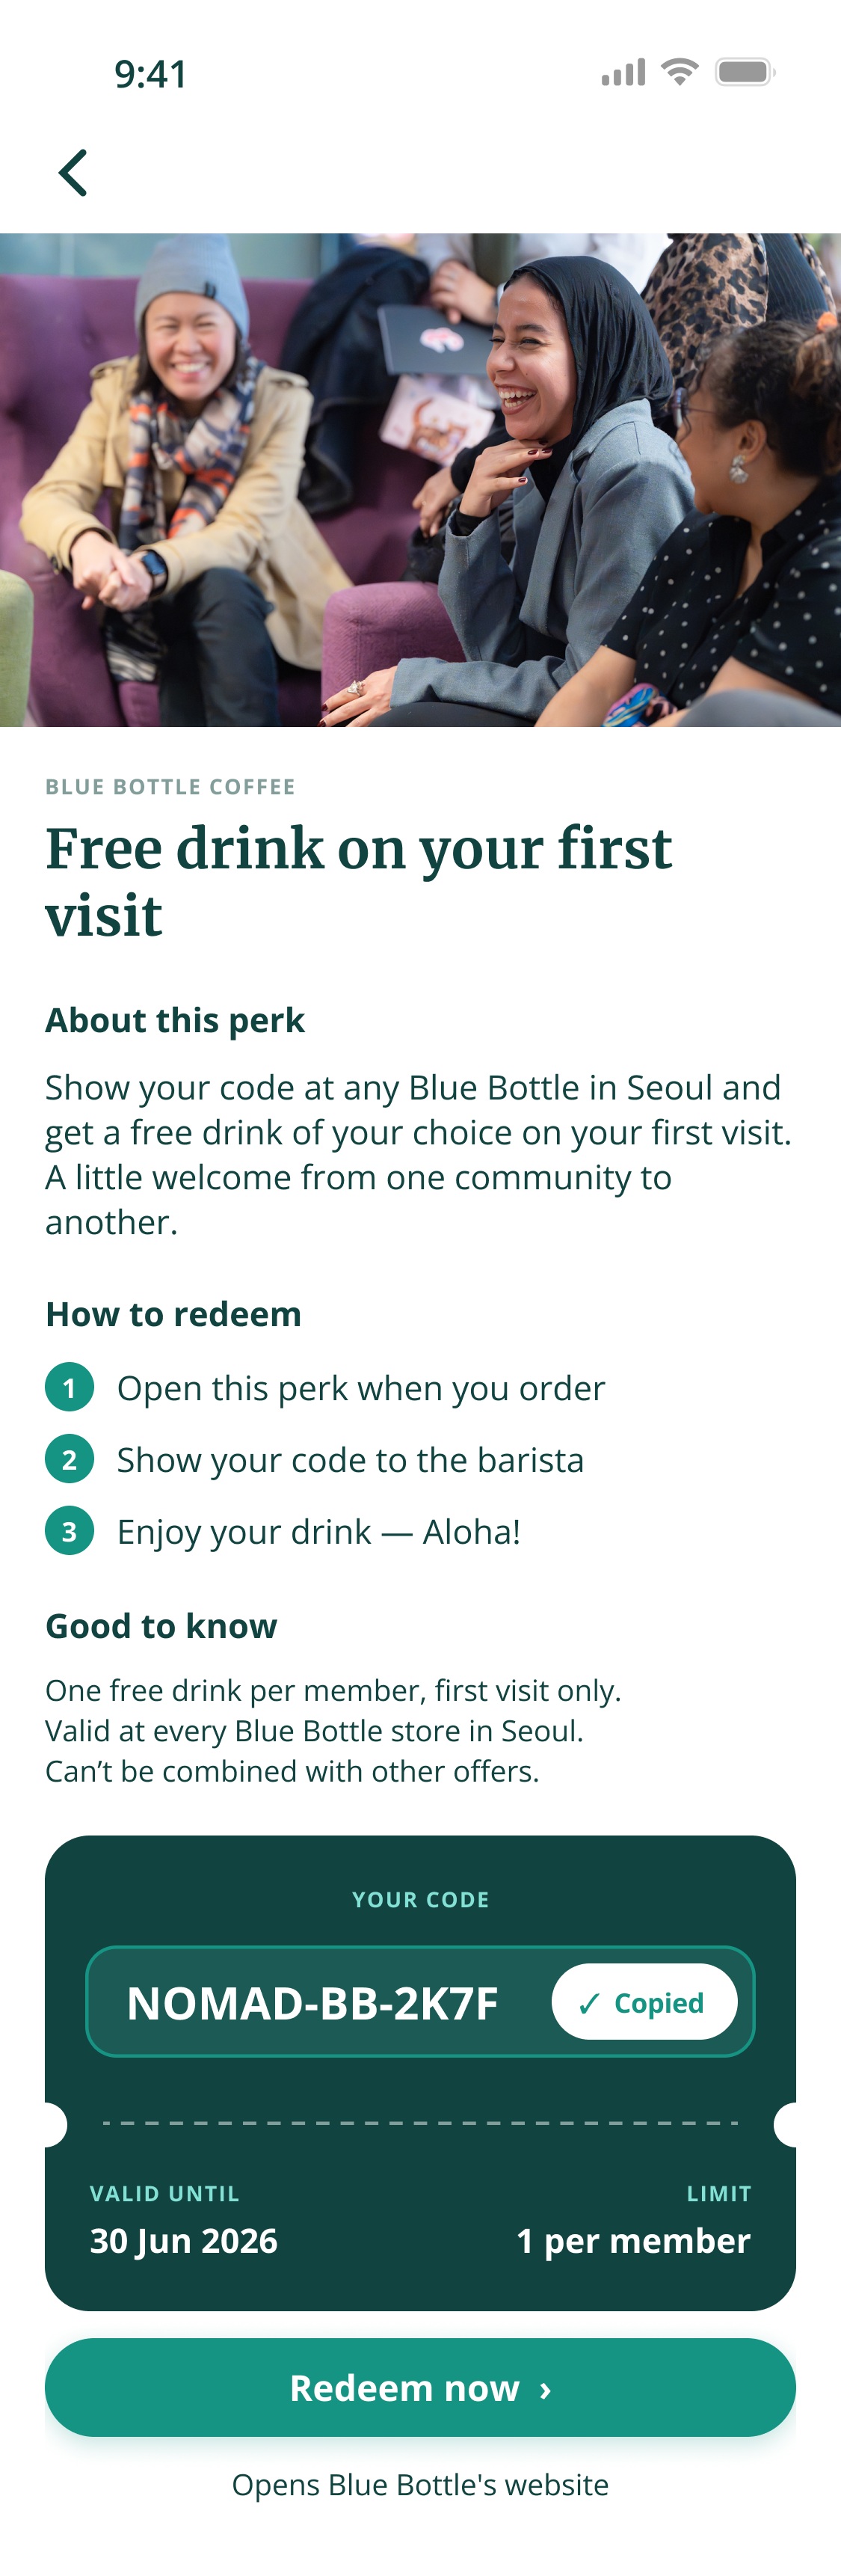 9:41
BLUE BOTTLE COFFEE
Free drink on your first
visit
About this perk
Show your code at any Blue Bottle in Seoul and
get a free drink of your choice on your first visit.
A little welcome from one community to
another.
How to redeem
1 Open this perk when you order
2 Show your code to the barista
3 Enjoy your drink — Aloha!
Good to know
One free drink per member, first visit only.
Valid at every Blue Bottle store in Seoul.
Can’t be combined with other offers.
YOUR CODE
NOMAD-BB-2K7F ✓ Copied
VALID UNTIL LIMIT
30 Jun 2026 1 per member
Redeem now ›
Opens Blue Bottle's website